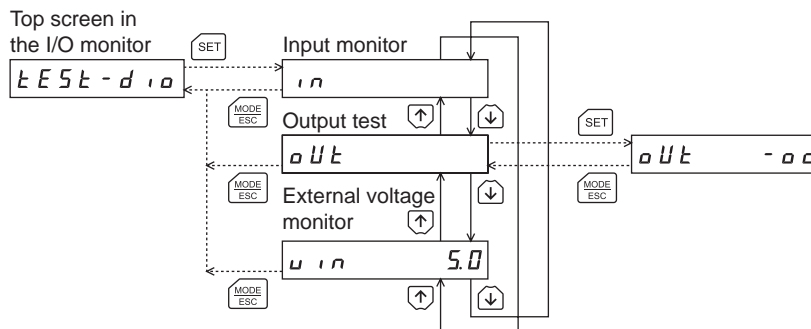 Top screen in
the I/O monitor
SET
Input monitor
tESt-dio
in
MODE
ESC
Output test
↑
↓
SET
oUt
oUt -oc
MODE
ESC
External voltage
monitor
↑
↓
MODE
ESC
vin 5.0
MODE
ESC
↑
↓